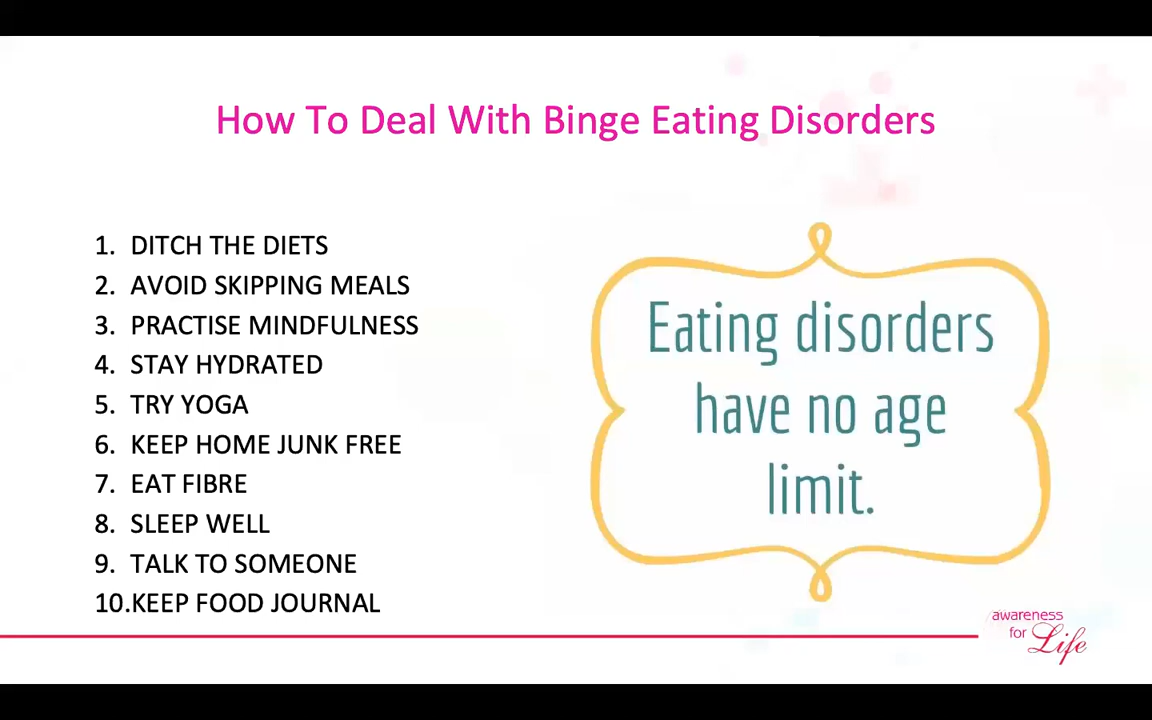 How To Deal With Binge Eating Disorders
1. DITCH THE DIETS
2. AVOID SKIPPING MEALS
3. PRACTISE MINDFULNESS
4. STAY HYDRATED
5. TRY YOGA
6. KEEP HOME JUNK FREE
7. EAT FIBRE
8. SLEEP WELL
9. TALK TO SOMEONE
10.KEEP FOOD JOURNAL
Eating disorders
have no age
limit.
awareness
for Life